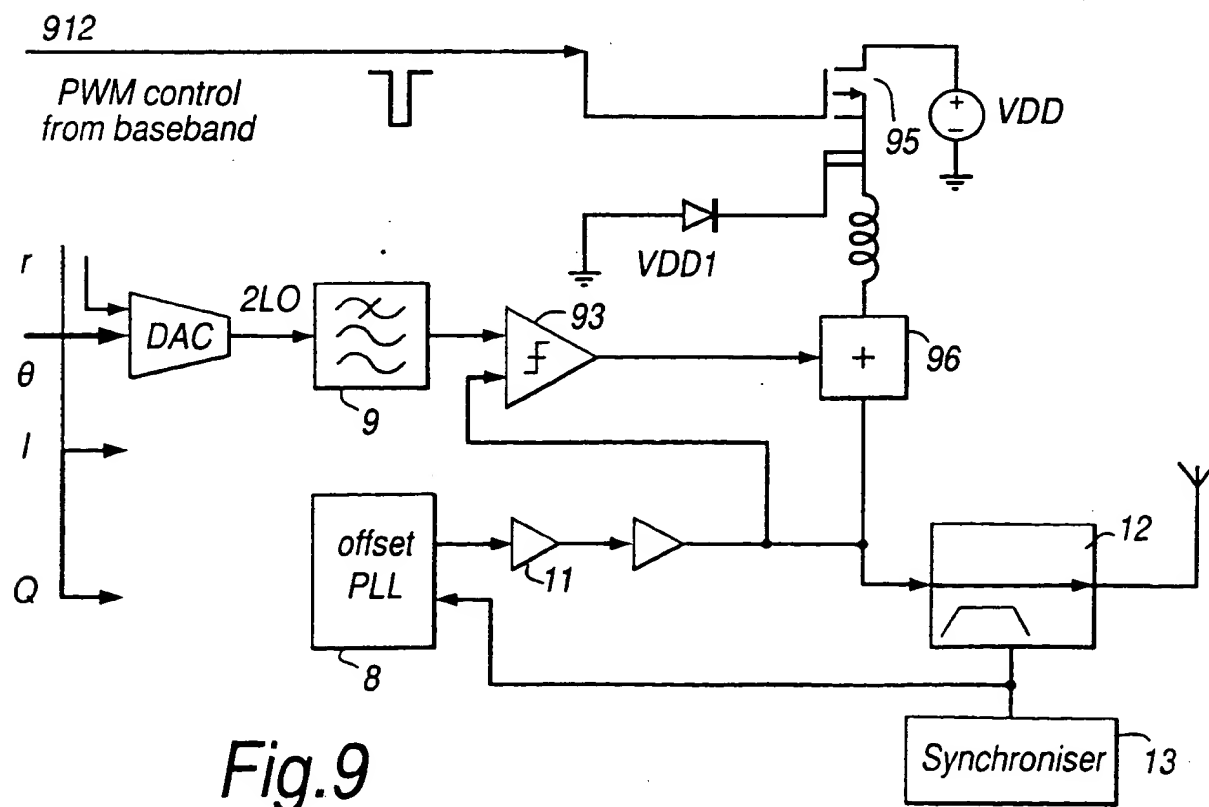 912
PWM control
from baseband
95
VDD
VDD1
r
θ
I
Q
DAC
2LO
9
93
+
96
offset
PLL
8
11
12
Synchroniser
13
Fig.9